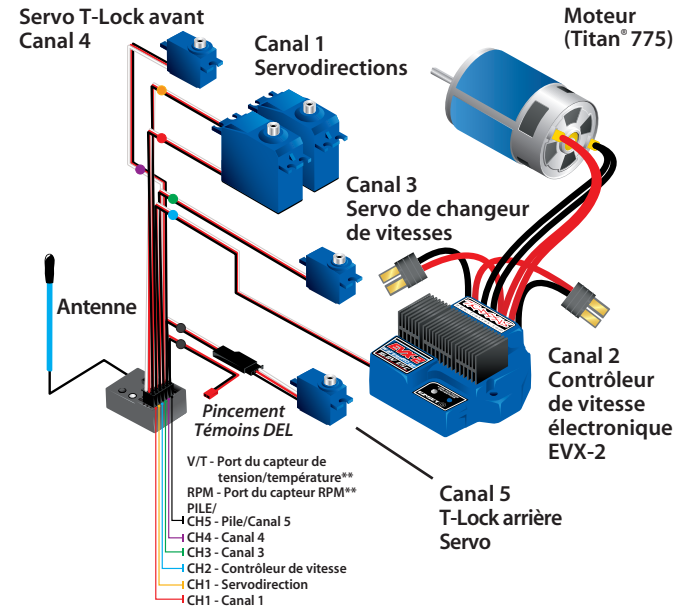 Servo T-Lock avant
Canal 4
Canal 1
Servodirections
Moteur
(Titan® 775)
Canal 3
Servo de changeur
de vitesses
Antenne
TRAXXAS
EVX-2
Pincement
Témoins DEL
Canal 2
Contrôleur
de vitesse
électronique
EVX-2
Canal 5
T-Lock arrière
Servo
V/T - Port du capteur de
tension/température**
RPM - Port du capteur RPM**
PILE/
CH5 - Pile/Canal 5
CH4 - Canal 4
CH3 - Canal 3
CH2 - Contrôleur de vitesse
CH1 - Servodirection
CH1 - Canal 1